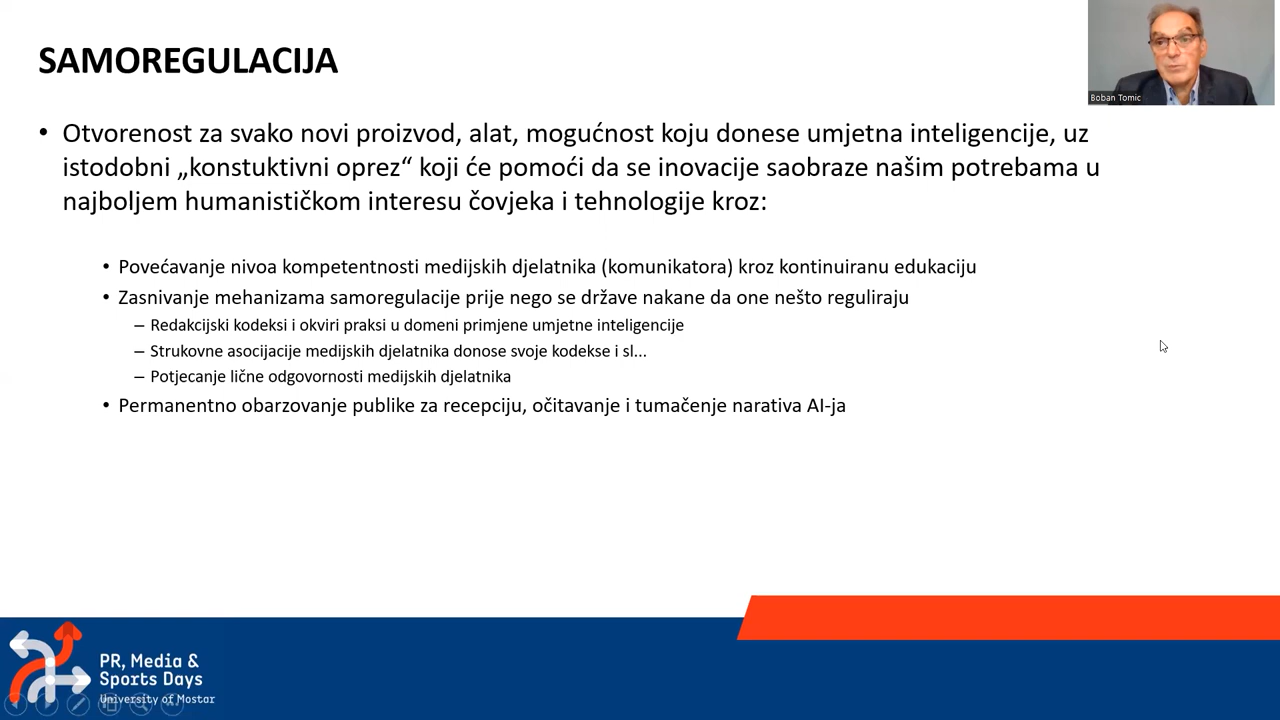 SAMOREGULACIJA
Boban Tomic
• Otvorenost za svako novi proizvod, alat, mogućnost koju donese umjetna inteligencije, uz
istodobni „konstuktivni oprez“ koji će pomoći da se inovacije saobraze našim potrebama u
najboljem humanističkom interesu čovjeka i tehnologije kroz:
• Povećavanje nivoa kompetentnosti medijskih djelatnika (komunikatora) kroz kontinuiranu edukaciju
• Zasnivanje mehanizama samoregulacije prije nego se države nakane da one nešto reguliraju
– Redakcijski kodeksi i okviri praksi u domeni primjene umjetne inteligencije
– Strukovne asocijacije medijskih djelatnika donose svoje kodekse i sl...
– Potjecanje lične odgovornosti medijskih djelatnika
• Permanentno obarzovanje publike za recepciju, očitavanje i tumačenje narativa AI-ja
PR, Media &
Sports Days
University of Mostar